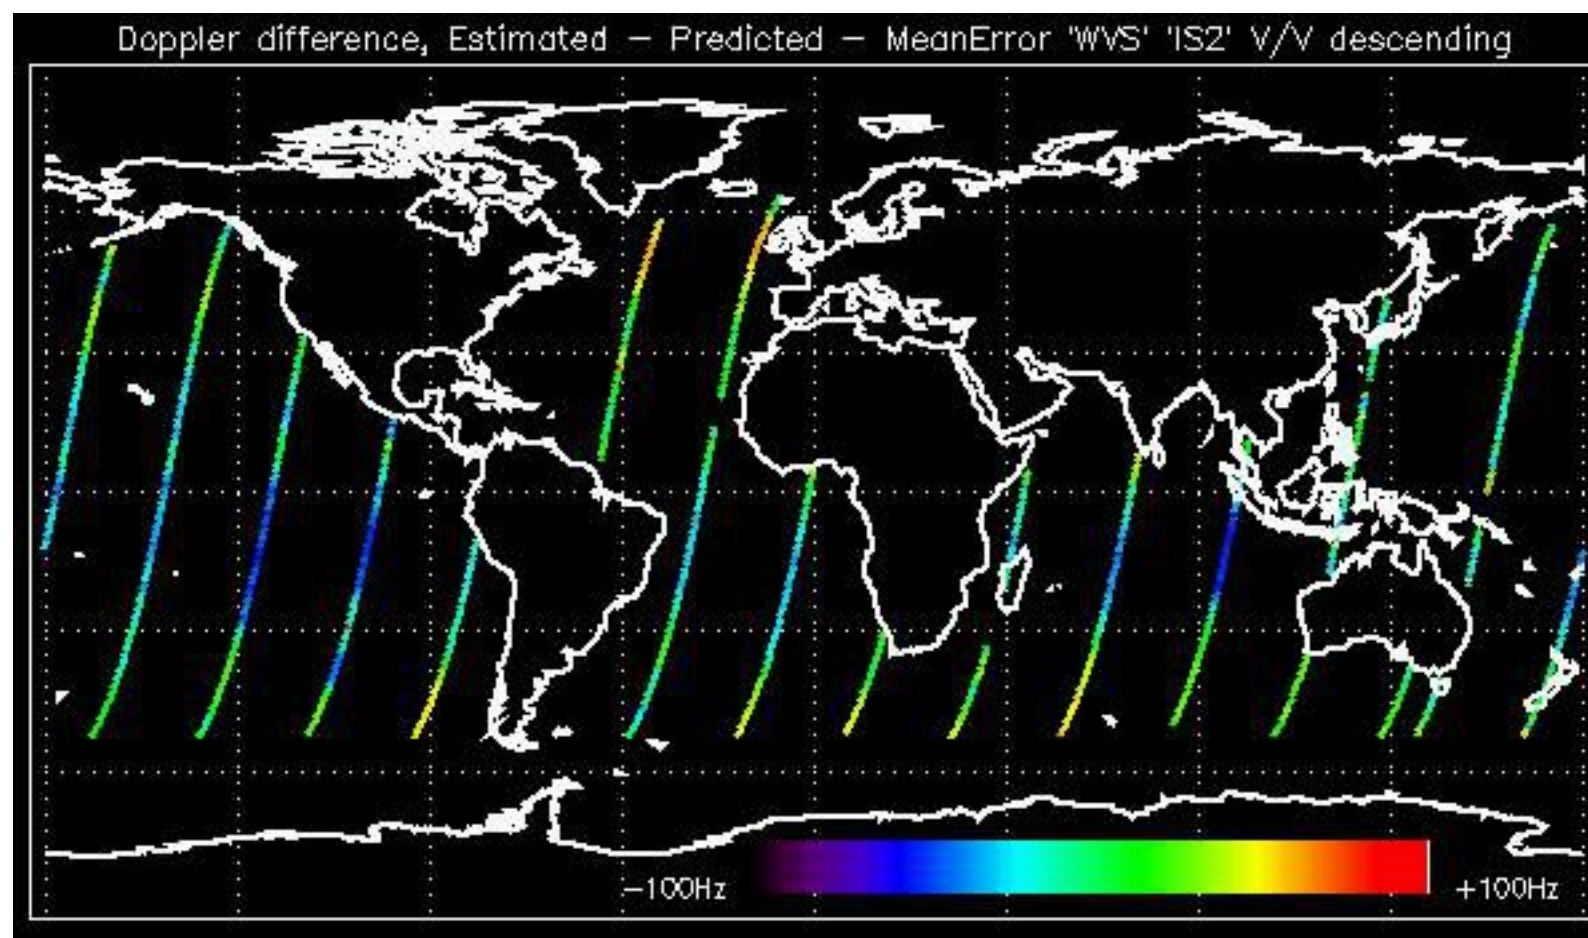 Doppler difference, Estimated – Predicted – MeanError 'WVS' 'IS2' V/V descending
–100Hz +100Hz